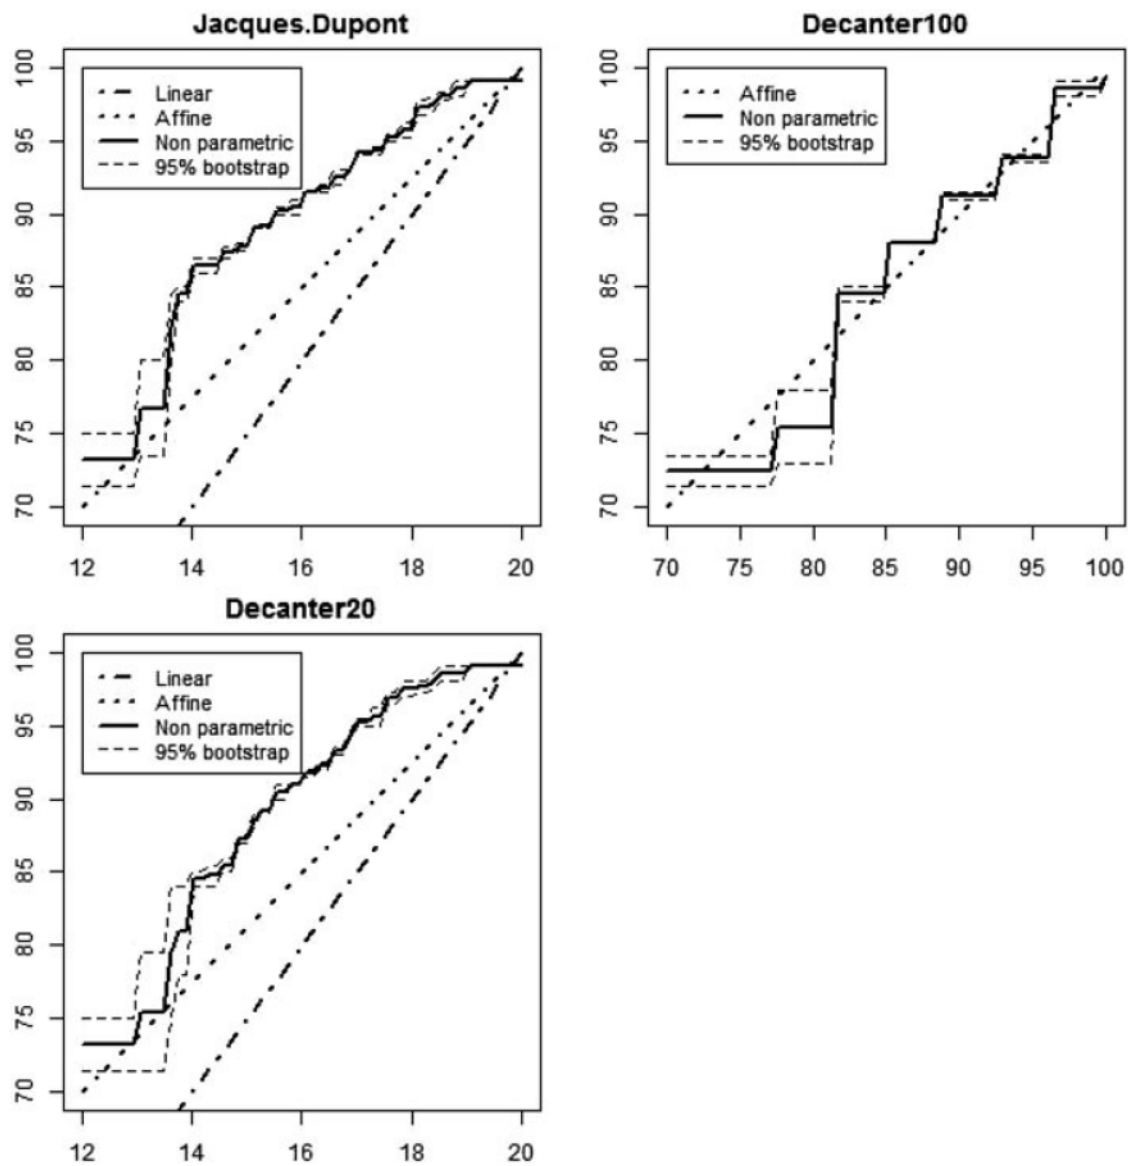 Jacques.Dupont
Linear
Affine
Non parametric
95% bootstrap
100
95
90
85
80
75
70
12 14 16 18 20
Decanter100
Affine
Non parametric
95% bootstrap
100
95
90
85
80
75
70
70 75 80 85 90 95 100
Decanter20
Linear
Affine
Non parametric
95% bootstrap
100
95
90
85
80
75
70
12 14 16 18 20